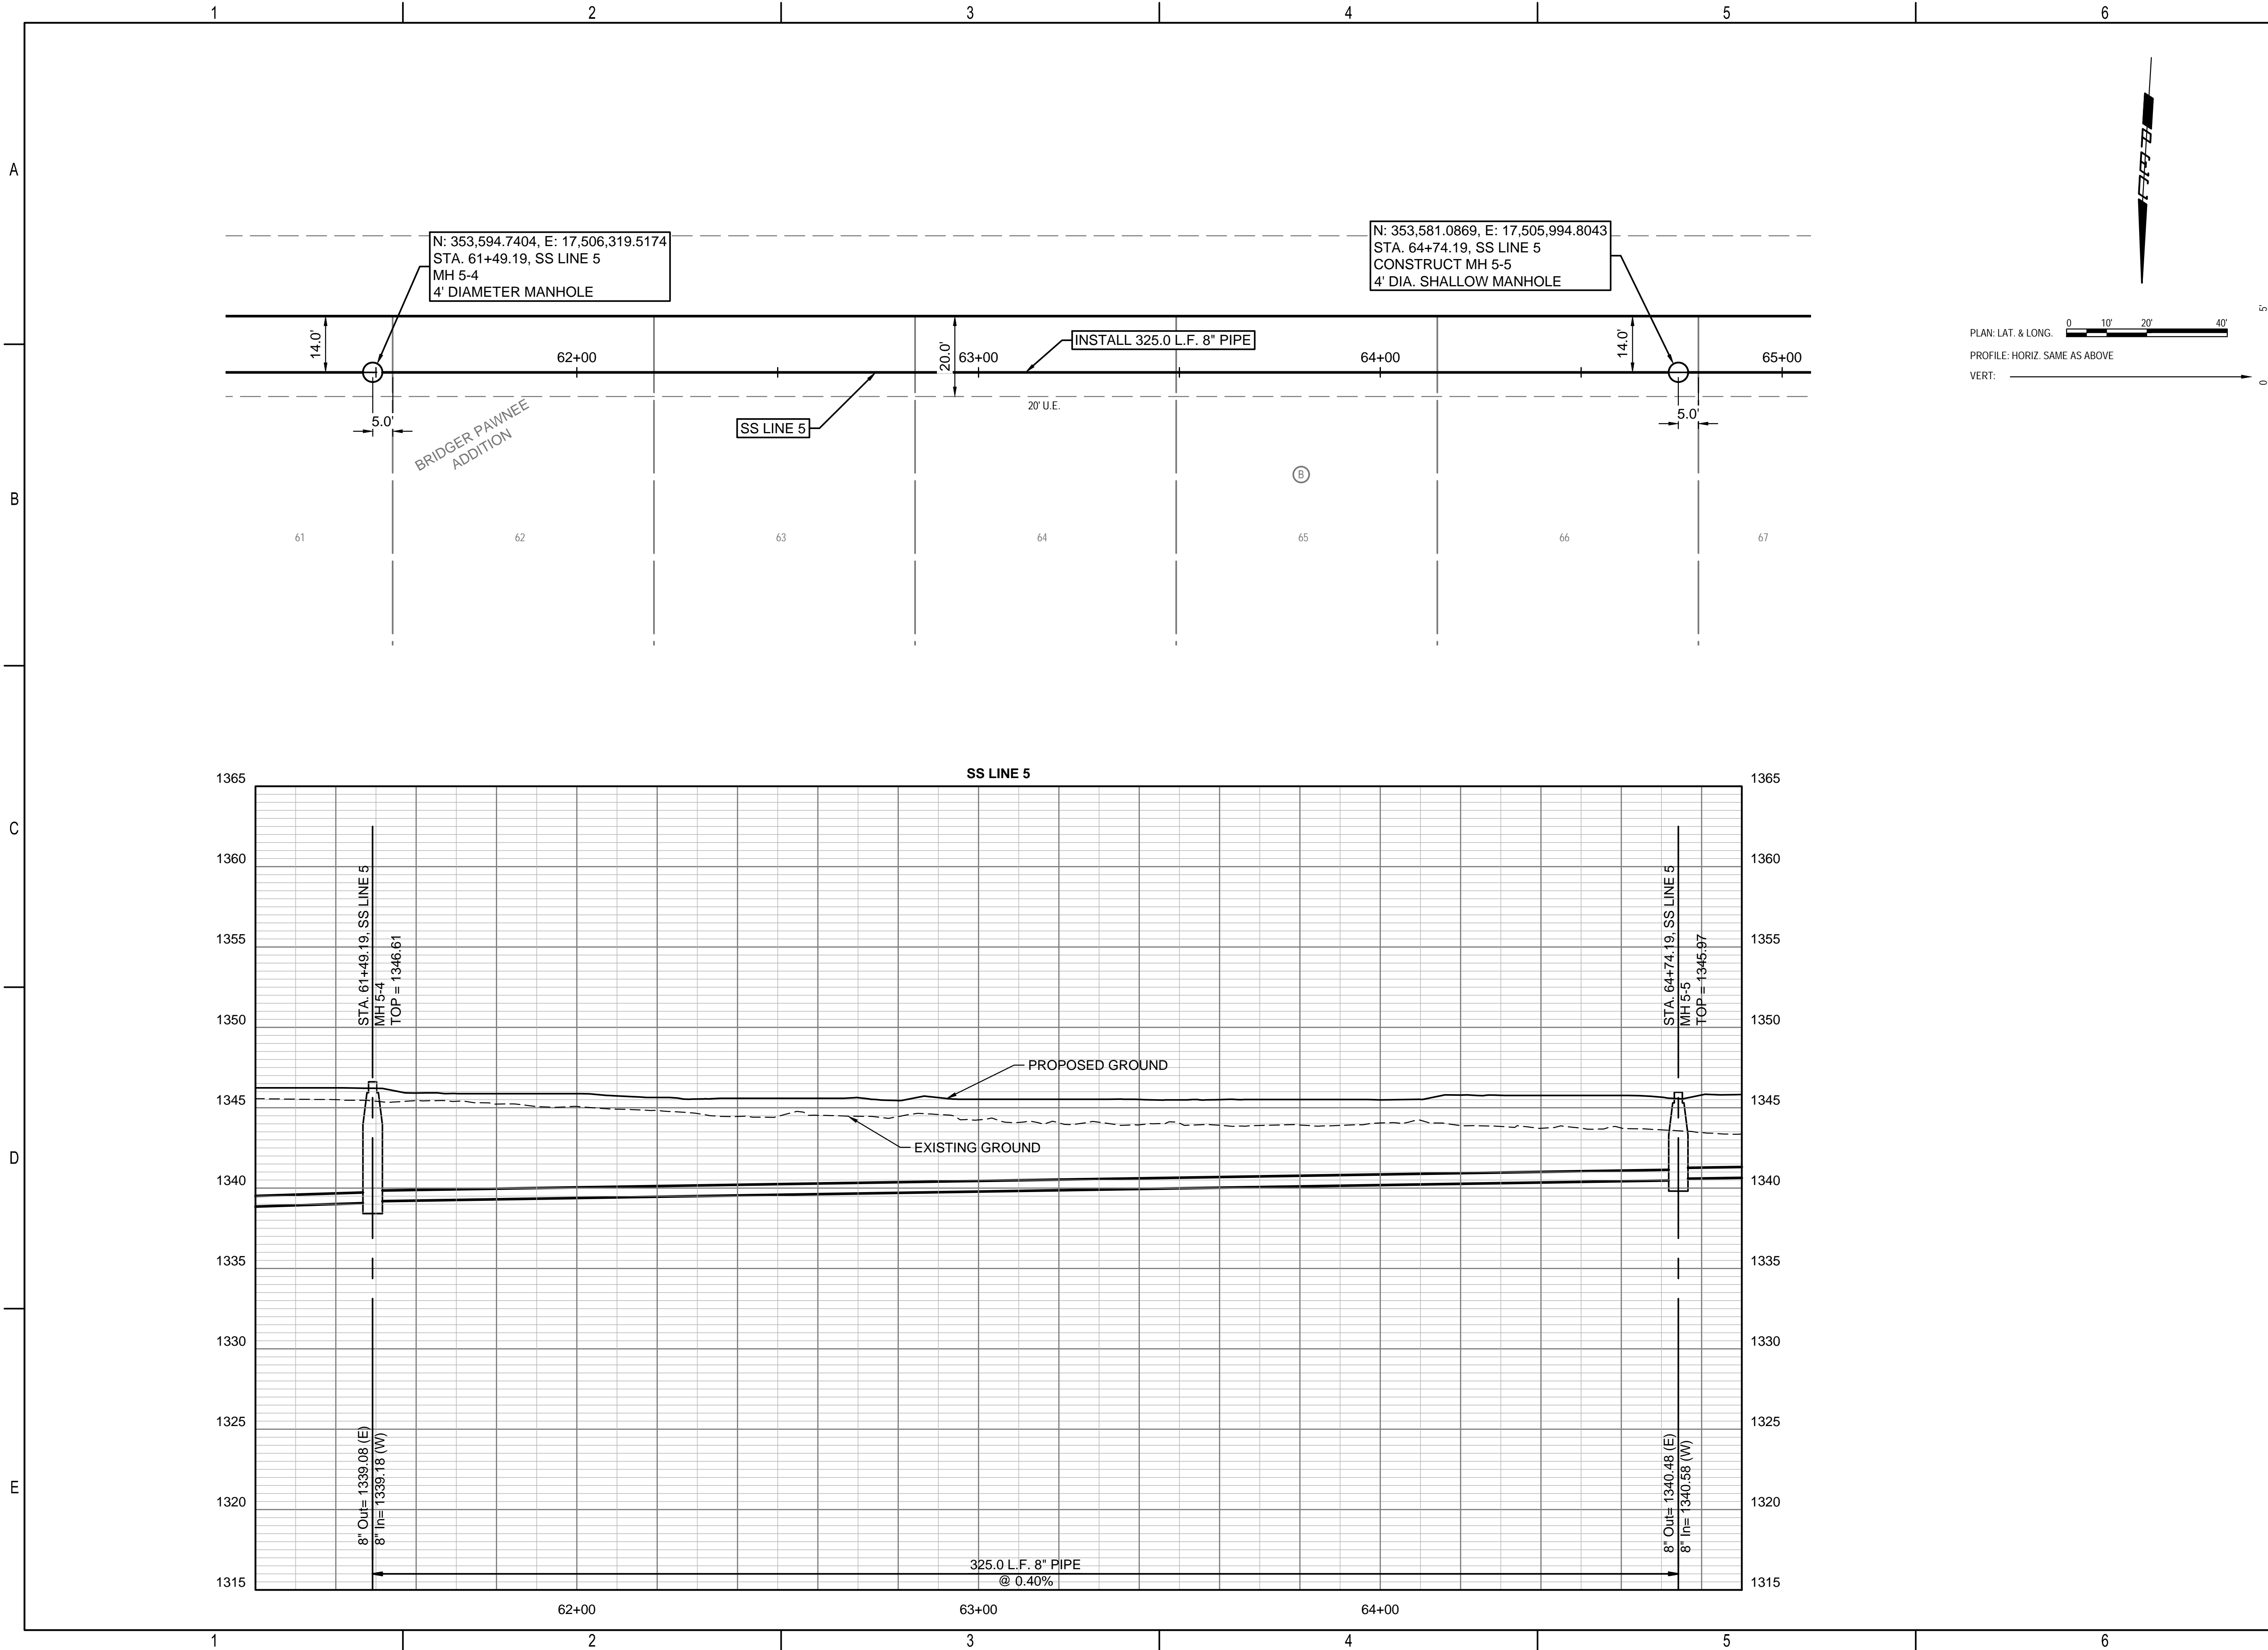 1 2 3 4 5 6
A
B
C
D
E
N: 353,594.7404, E: 17,506,319.5174
STA. 61+49.19, SS LINE 5
MH 5-4
4' DIAMETER MANHOLE
N: 353,581.0869, E: 17,505,994.8043
STA. 64+74.19, SS LINE 5
CONSTRUCT MH 5-5
4' DIA. SHALLOW MANHOLE
14.0'
62+00
20.0'
63+00
INSTALL 325.0 L.F. 8" PIPE
64+00
14.0'
65+00
5.0'
BRIDGER PAWNEE
ADDITION
SS LINE 5
20' U.E.
5.0'
B
61 62 63 64 65 66 67
PLAN: LAT. & LONG.
0 10' 20' 40'
PROFILE: HORIZ. SAME AS ABOVE
VERT:
0 5'
SS LINE 5
1365 1365
1360 1360
1355 1355
1350 1350
1345 1345
1340 1340
1335 1335
1330 1330
1325 1325
1320 1320
1315 1315
STA. 61+49.19, SS LINE 5
MH 5-4
TOP = 1346.61
STA. 64+74.19, SS LINE 5
MH 5-5
TOP = 1345.97
PROPOSED GROUND
EXISTING GROUND
8" Out= 1339.08 (E)
8" In= 1339.18 (W)
8" Out= 1340.48 (E)
8" In= 1340.58 (W)
325.0 L.F. 8" PIPE
@ 0.40%
62+00 63+00 64+00
1 2 3 4 5 6